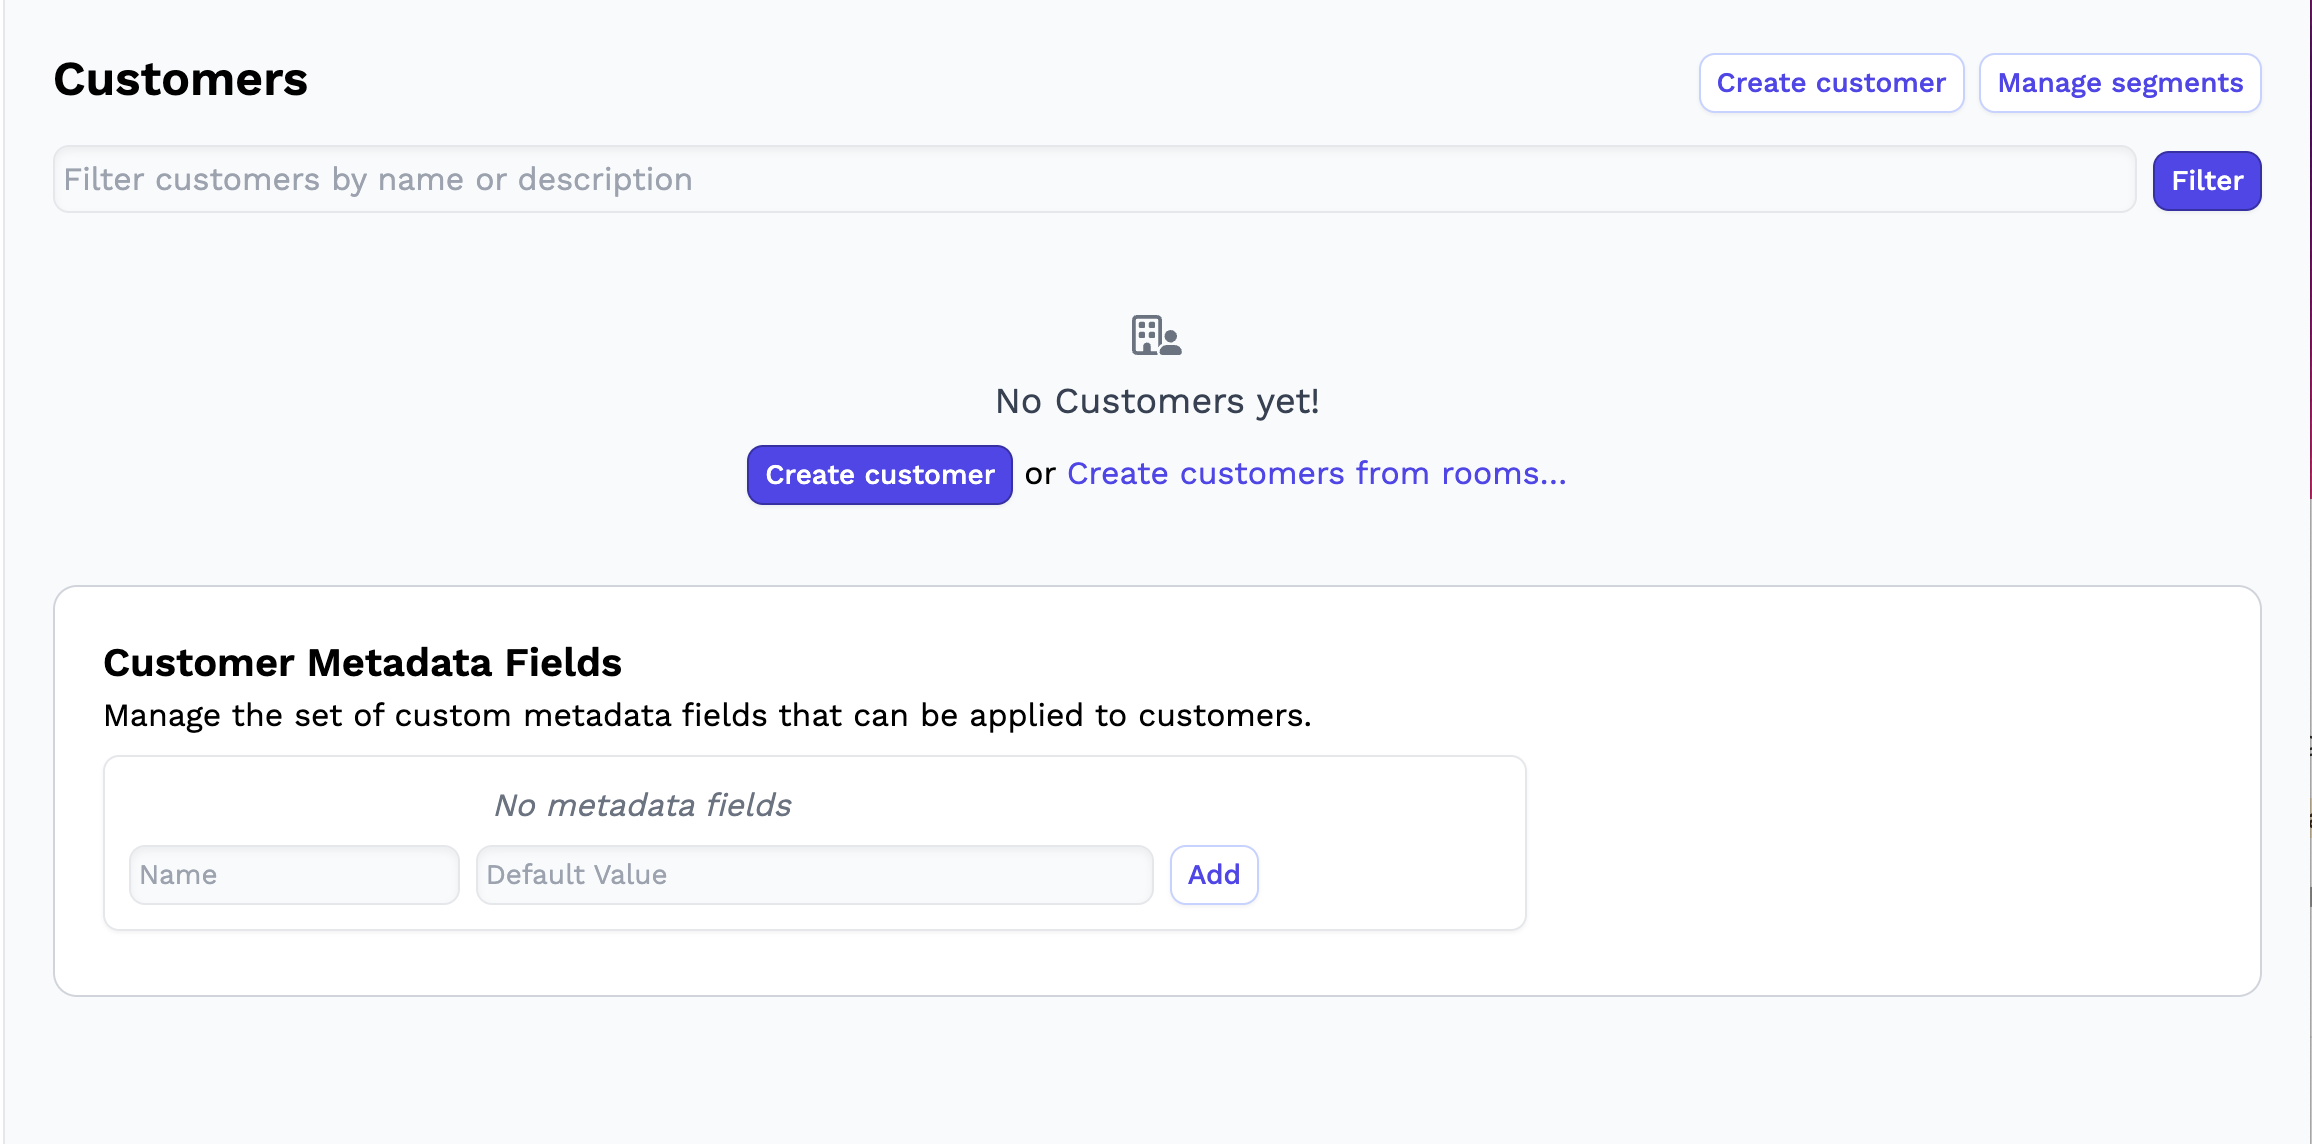 Customers
Create customer
Manage segments
Filter customers by name or description
Filter
No Customers yet!
Create customer or Create customers from rooms...
Customer Metadata Fields
Manage the set of custom metadata fields that can be applied to customers.
No metadata fields
Name
Default Value
Add